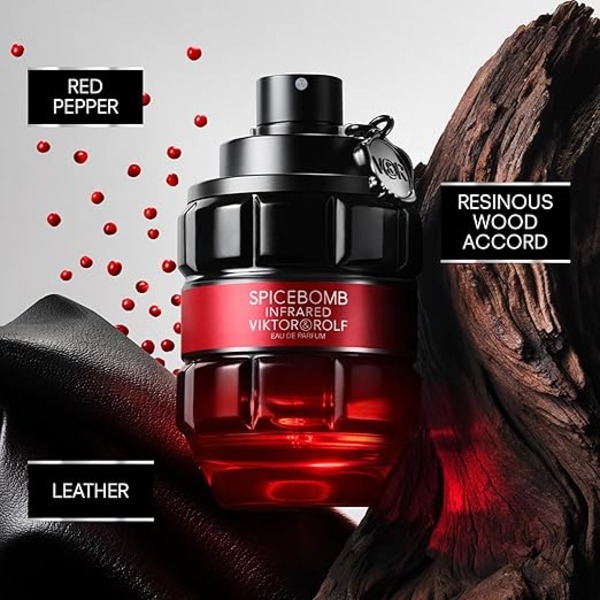 RED
PEPPER
RESINOUS
WOOD
ACCORD
V&R
SPICEBOMB
INFRARED
VIKTOR&ROLF
EAU DE PARFUM
LEATHER